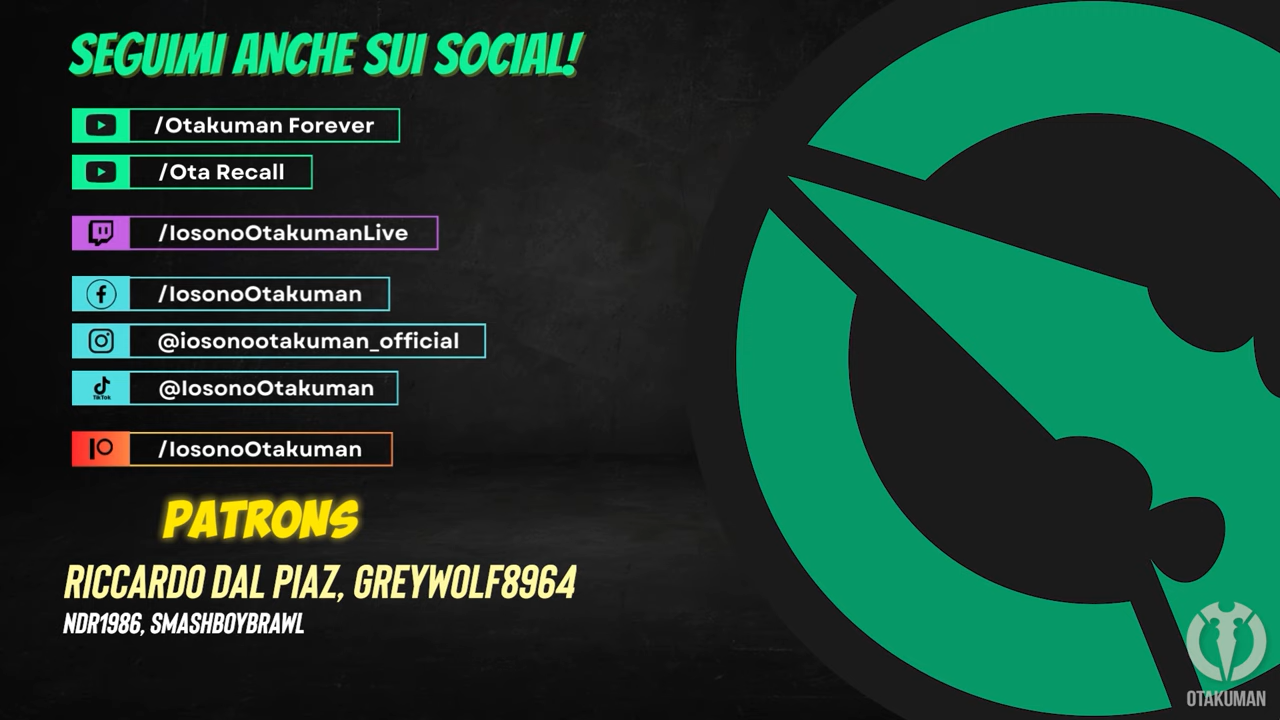 SEGUIMI ANCHE SUI SOCIAL!
/Otakuman Forever
/Ota Recall
/IosonoOtakumanLive
/IosonoOtakuman
@iosonootakuman_official
TikTok
@IosonoOtakuman
/IosonoOtakuman
PATRONS
RICCARDO DAL PIAZ, GREYWOLF8964
NDR1986, SMASHBOYBRAWL
OTAKUMAN